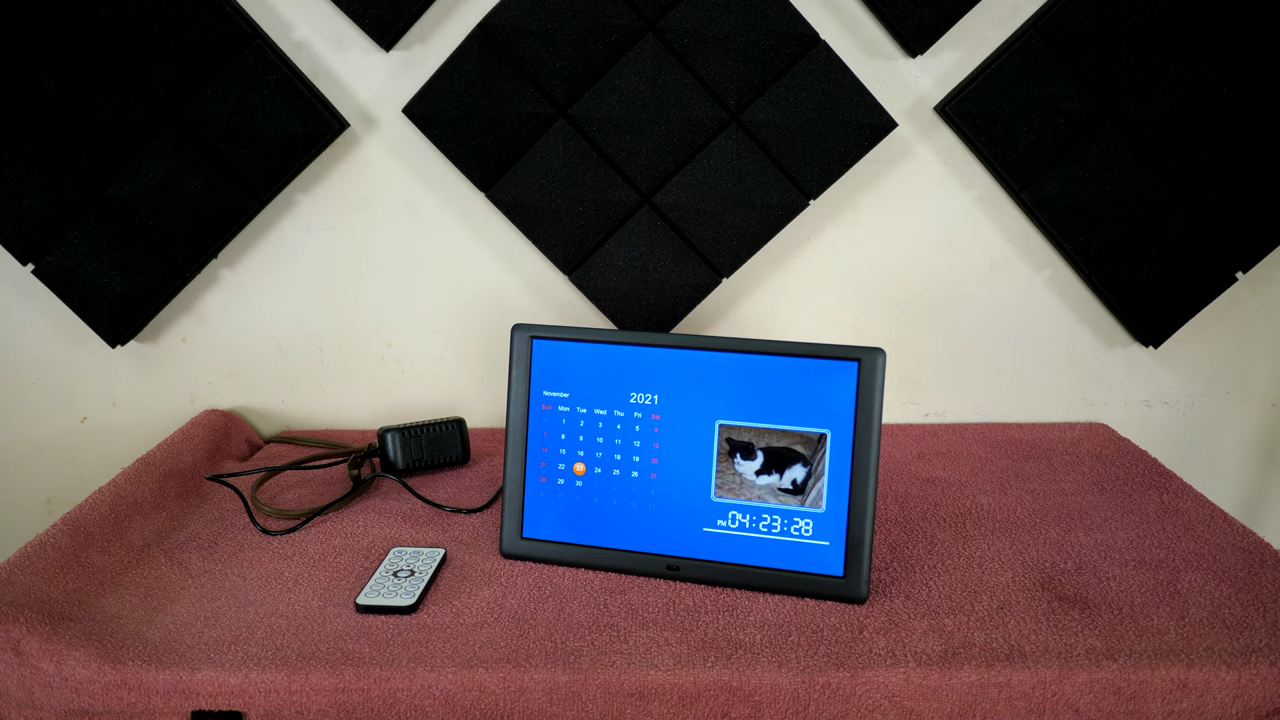 November 2021
Sun Mon Tue Wed Thu Fri Sat
1 2 3 4 5 6
7 8 9 10 11 12 13
14 15 16 17 18 19 20
21 22 23 24 25 26 27
28 29 30
PM 04:23:28